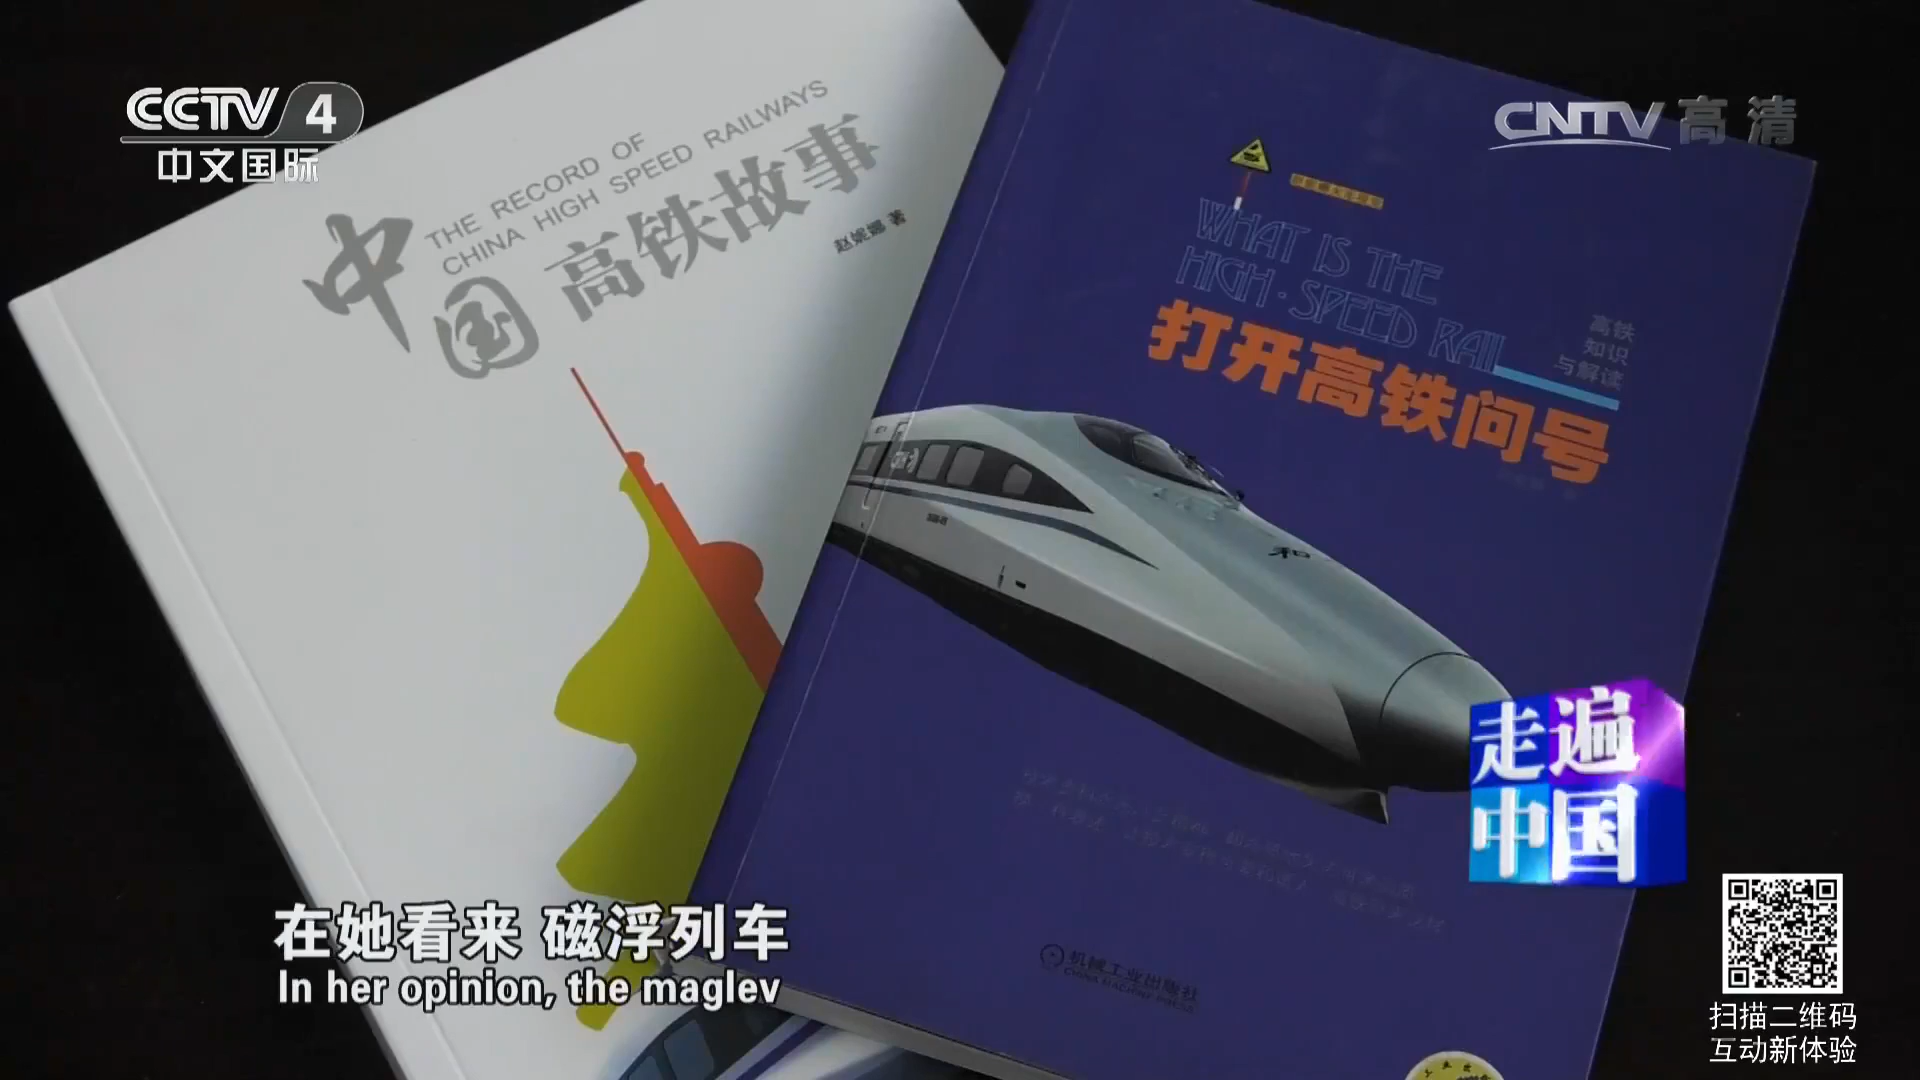 CCTV 4
中文国际
CNTV 高清
THE RECORD OF
CHINA HIGH SPEED RAILWAYS
中国高铁故事
赵妮娜 著
WHAT IS THE
HIGH·SPEED RAIL
高铁
知识
与解读
打开高铁问号
和
机械工业出版社
CHINA MACHINE PRESS
走遍
中国
在她看来 磁浮列车
In her opinion, the maglev
扫描二维码
互动新体验